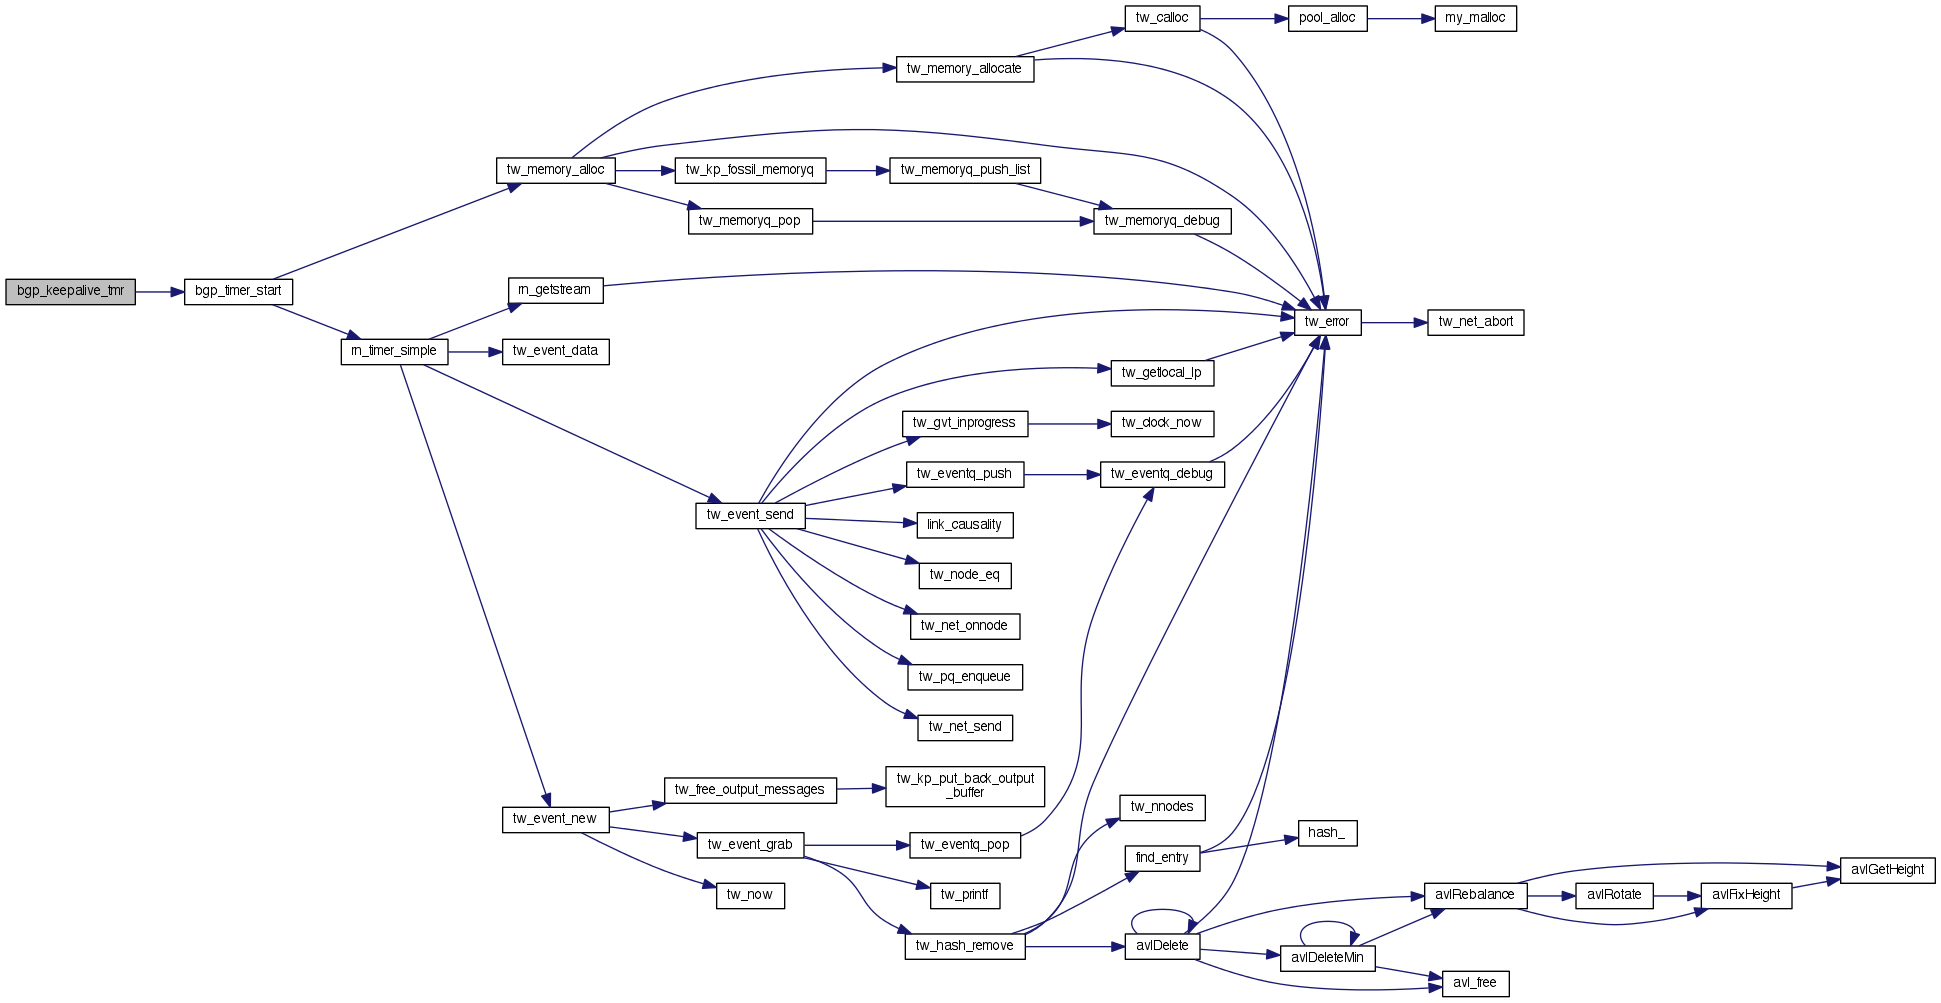 tw_calloc
pool_alloc
my_malloc
tw_memory_allocate
tw_memory_alloc
tw_kp_fossil_memoryq
tw_memoryq_push_list
tw_memoryq_pop
tw_memoryq_debug
bgp_keepalive_tmr
bgp_timer_start
rn_getstream
tw_error
tw_net_abort
rn_timer_simple
tw_event_data
tw_getlocal_lp
tw_gvt_inprogress
tw_clock_now
tw_eventq_push
tw_eventq_debug
tw_event_send
link_causality
tw_node_eq
tw_net_onnode
tw_pq_enqueue
tw_net_send
tw_free_output_messages
tw_kp_put_back_output
_buffer
tw_nnodes
tw_event_new
tw_event_grab
tw_eventq_pop
find_entry
hash_
avlGetHeight
tw_now
tw_printf
avlRebalance
avlRotate
avlFixHeight
tw_hash_remove
avlDelete
avlDeleteMin
avl_free